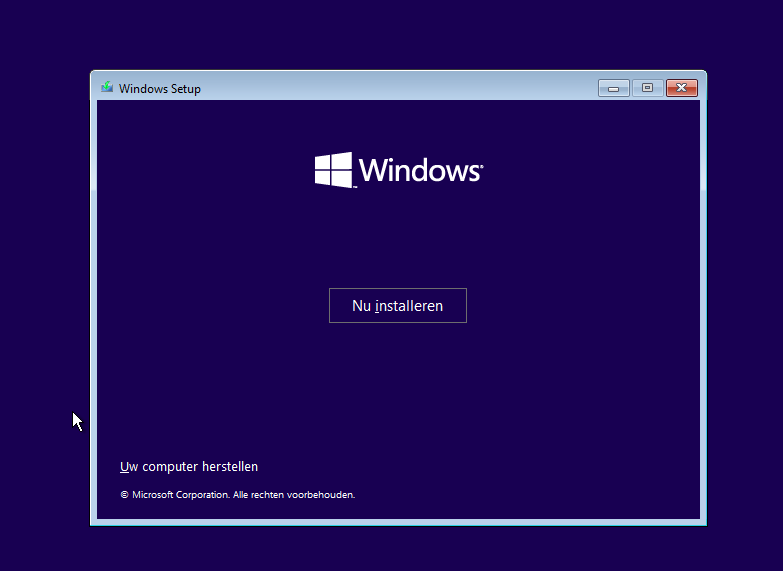 Windows Setup
Windows
Nu installeren
Uw computer herstellen
© Microsoft Corporation. Alle rechten voorbehouden.